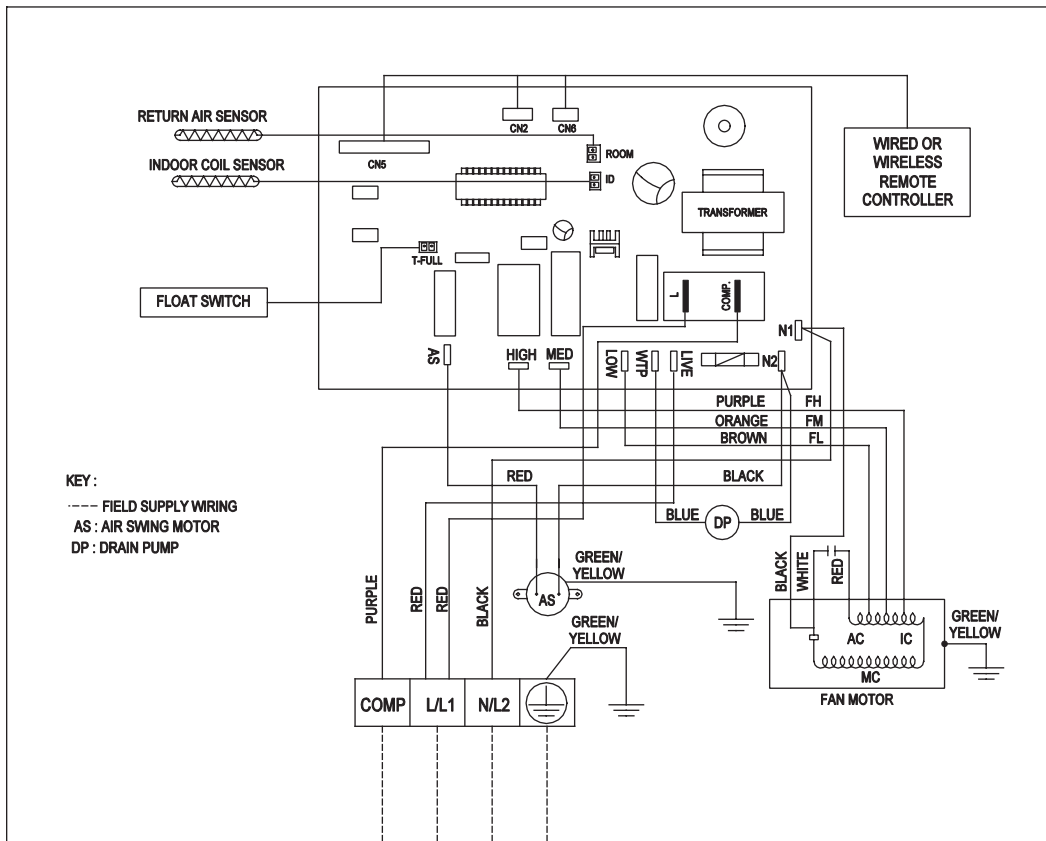 RETURN AIR SENSOR
INDOOR COIL SENSOR
CN2
CN6
CN5
ROOM
ID
WIRED OR
WIRELESS
REMOTE
CONTROLLER
TRANSFORMER
T-FULL
FLOAT SWITCH
L
COMP.
N1
AS
HIGH
MED
LOW
WTP
LIVE
N2
PURPLE FH
ORANGE FM
BROWN FL
RED
BLACK
BLUE
DP
BLUE
KEY :
---- FIELD SUPPLY WIRING
AS : AIR SWING MOTOR
DP : DRAIN PUMP
PURPLE
RED
RED
BLACK
GREEN/
YELLOW
AS
GREEN/
YELLOW
BLACK
WHITE
RED
AC
IC
MC
GREEN/
YELLOW
FAN MOTOR
COMP
L/L1
N/L2